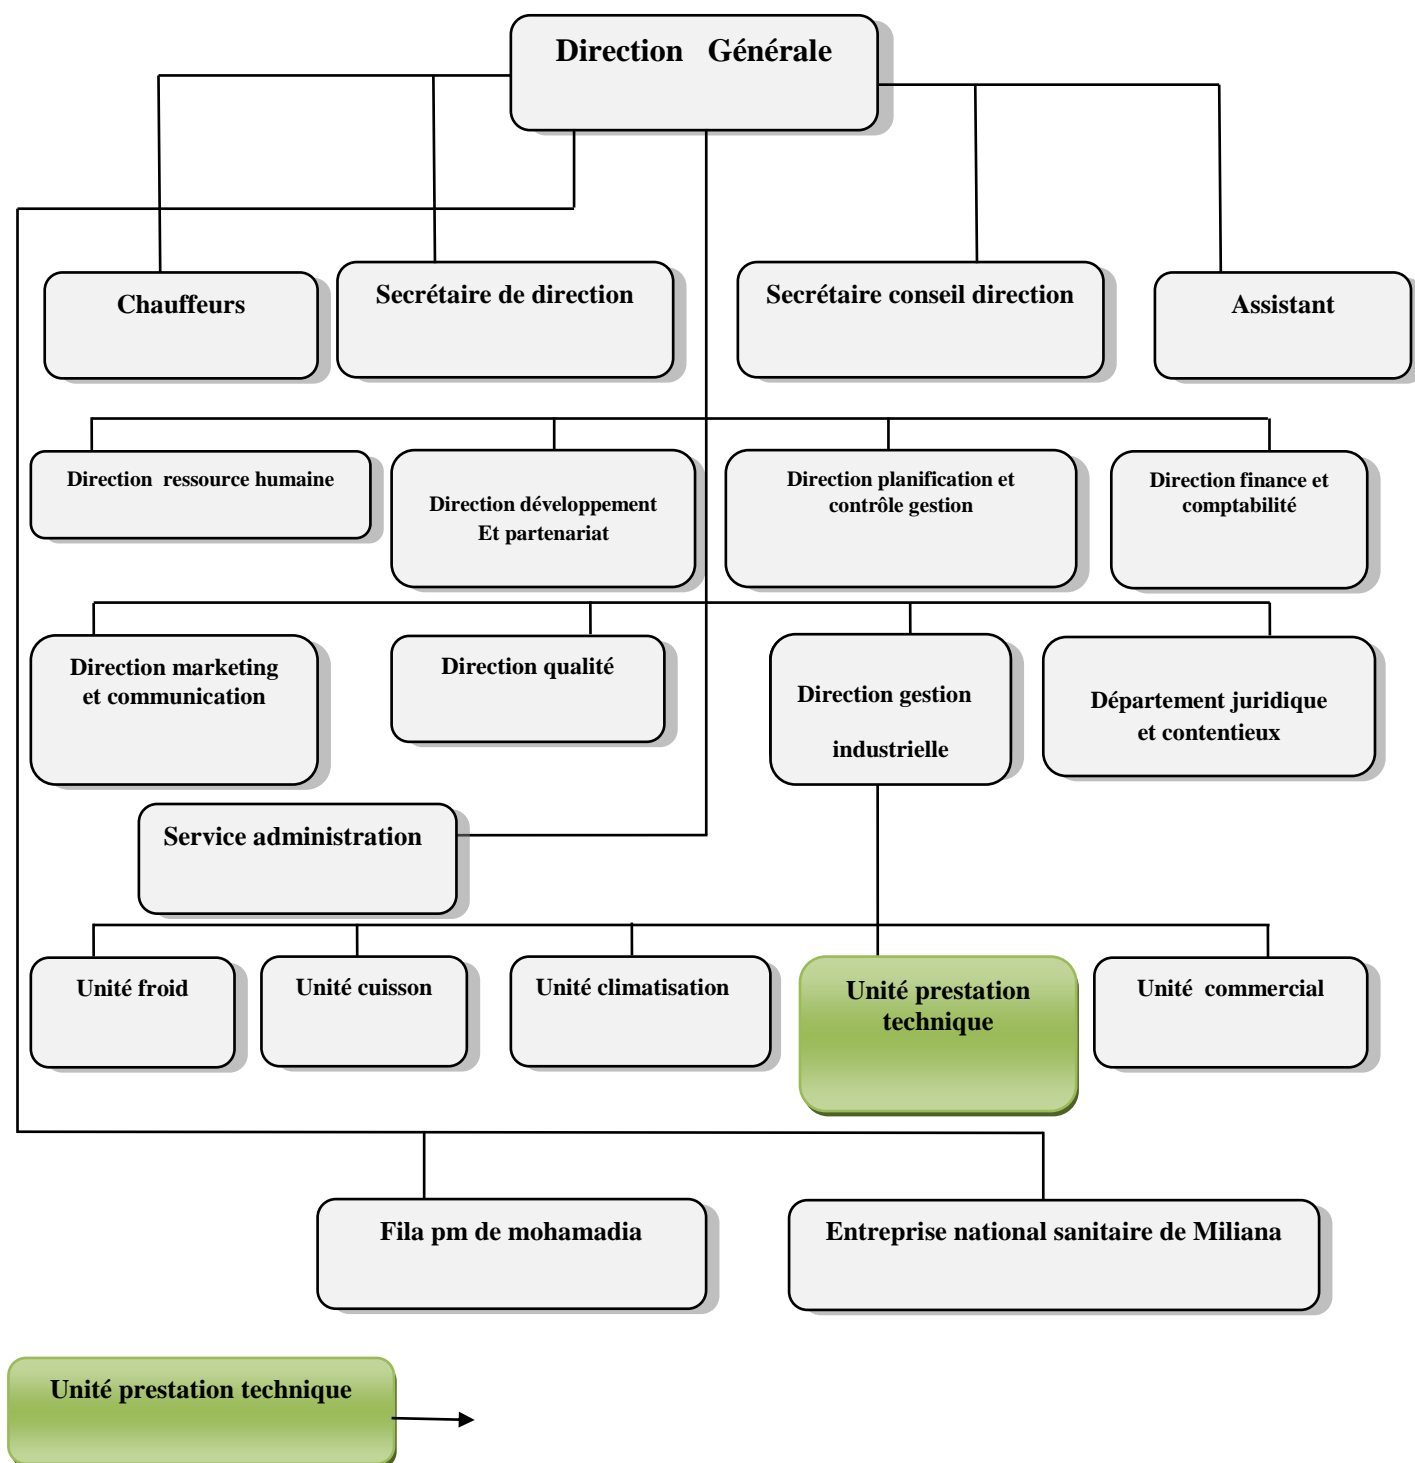 Direction Générale
Chauffeurs
Secrétaire de direction
Secrétaire conseil direction
Assistant
Direction ressource humaine
Direction développement
Et partenariat
Direction planification et
contrôle gestion
Direction finance et
comptabilité
Direction marketing
et communication
Direction qualité
Direction gestion
industrielle
Département juridique
et contentieux
Service administration
Unité froid
Unité cuisson
Unité climatisation
Unité prestation
technique
Unité commercial
Fila pm de mohamadia
Entreprise national sanitaire de Miliana
Unité prestation technique